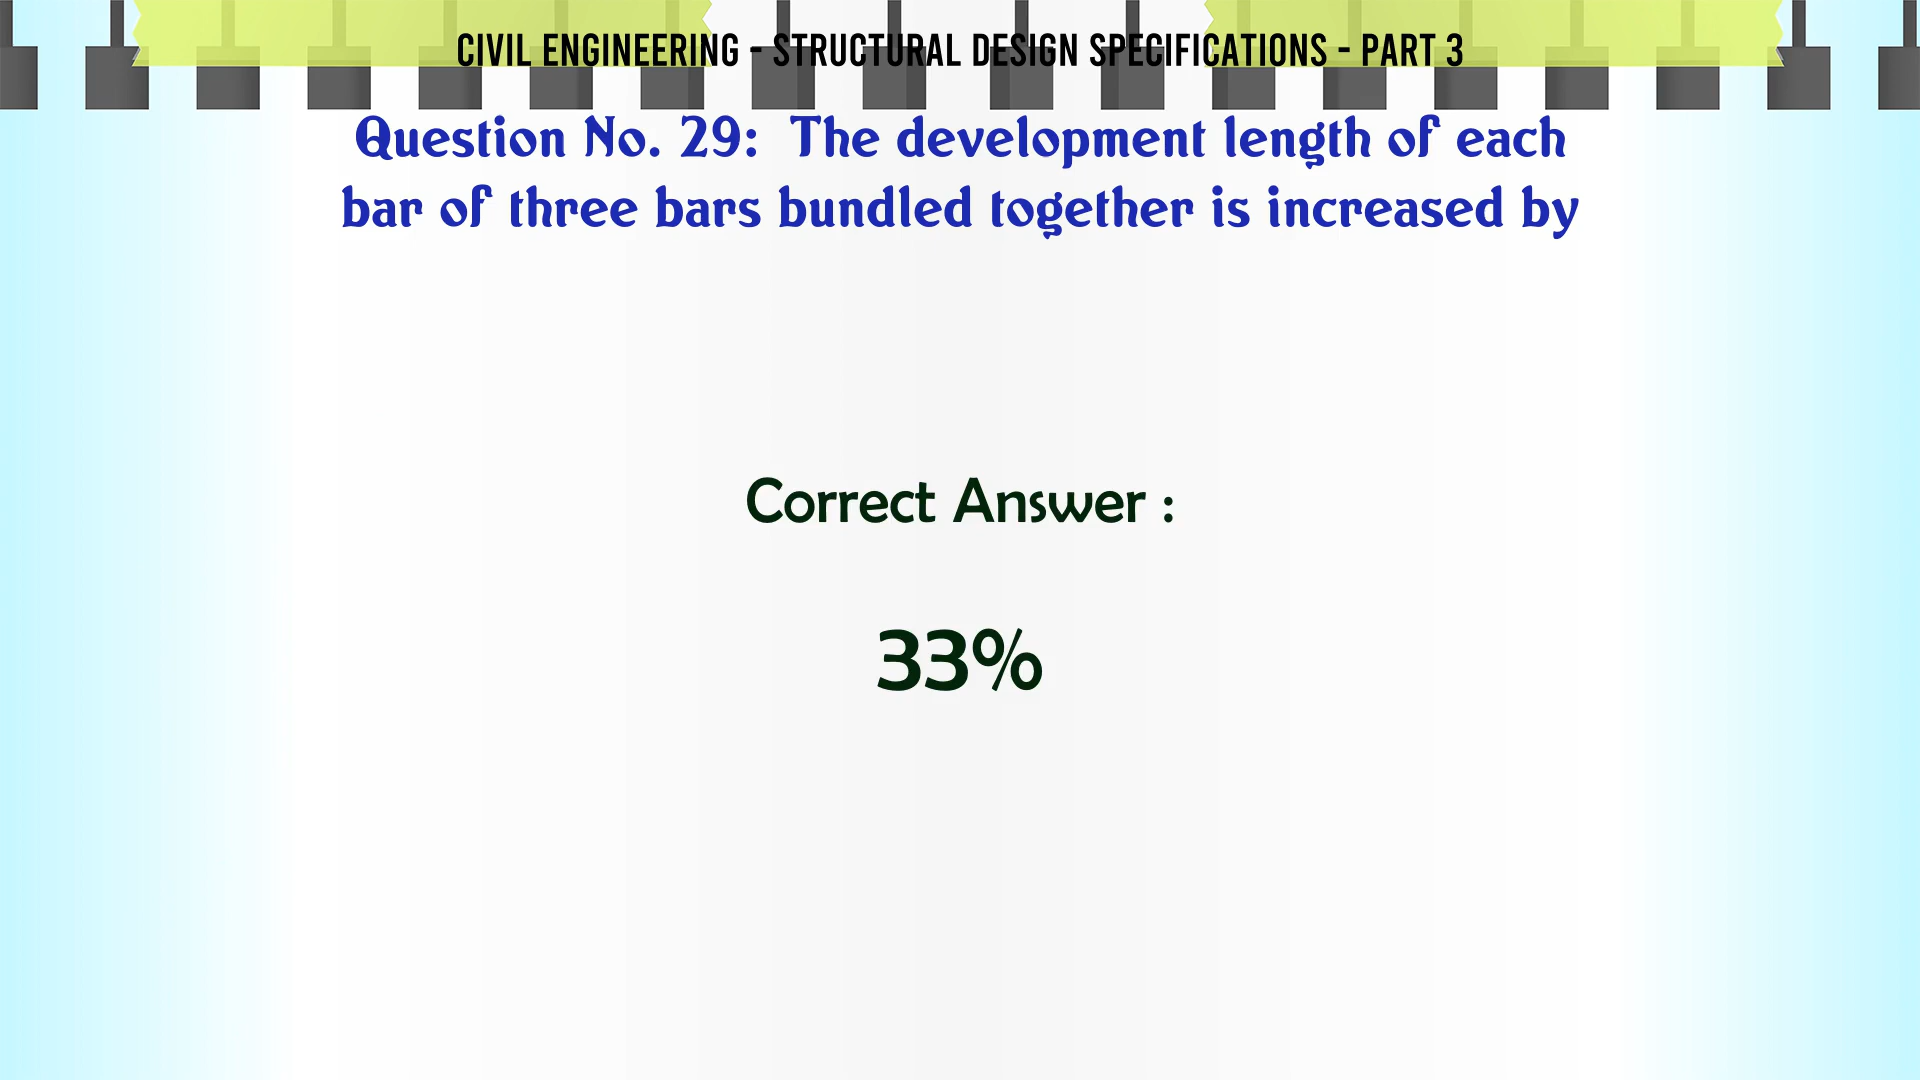 CIVIL ENGINEERING - STRUCTURAL DESIGN SPECIFICATIONS - PART 3
Question No. 29: The development length of each
bar of three bars bundled together is increased by
Correct Answer :
33%